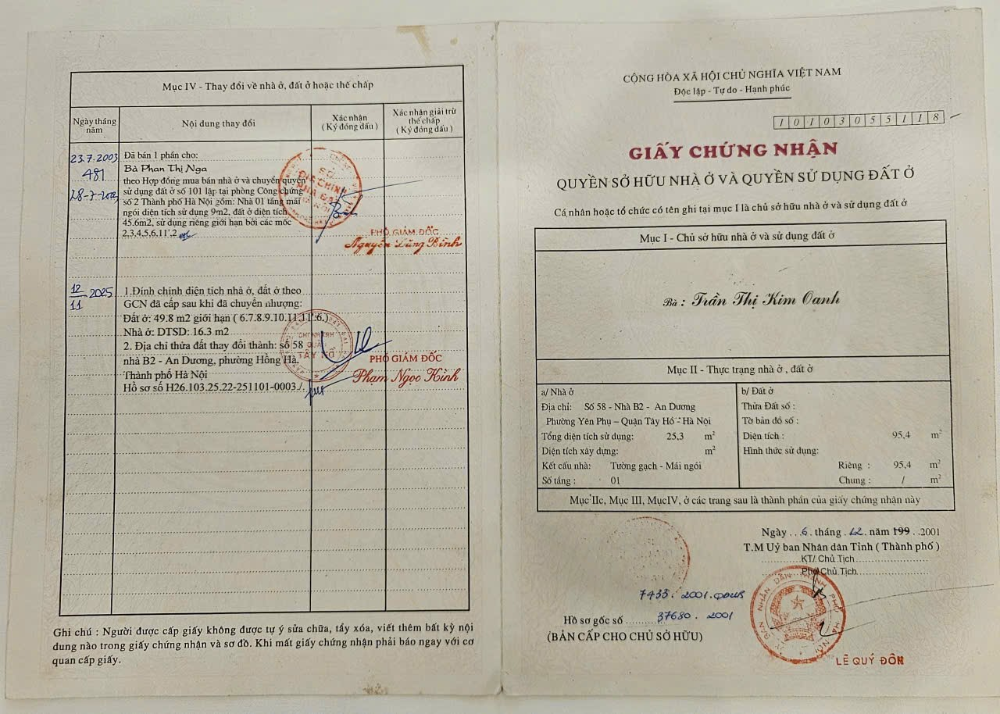 Mục IV - Thay đổi về nhà ở, đất ở hoặc thế chấp
Ngày tháng năm
Nội dung thay đổi
Xác nhận
( Ký đóng dấu )
Xác nhận giải trừ
thế chấp
( Ký đóng dấu )
23.7.2003
481
28-7-2003
Đã bán 1 phần cho:
Bà Phan Thị Nga
theo Hợp đồng mua bán nhà ở và chuyển quyền
sử dụng đất ở số 101 lập tại phòng Công chứng
số 2 Thành phố Hà Nội gồm: Nhà 01 tầng mái
ngói diện tích sử dụng 9m2, đất ở diện tích
45.6m2, sử dụng riêng giới hạn bởi các mốc
2,3,4,5,6,11',2
SỞ
ĐỊA CHÍNH
NHÀ ĐẤT
PHÓ GIÁM ĐỐC
Nguyễn Dũng Bình
12/11 2025
1.Đính chính diện tích nhà ở, đất ở theo
GCN đã cấp sau khi đã chuyển nhượng:
Đất ở: 49.8 m2 giới hạn ( 6.7.8.9.10.11.11'.6.)
Nhà ở: DTSD: 16.3 m2
2. Địa chỉ thửa đất thay đổi thành: số 58
nhà B2 - An Dương, phường Hồng Hà.
Thành phố Hà Nội
Hồ sơ số H26.103.25.22-251101-0003./.
CHI NHÁNH
QUẬN
TÂY HỒ
PHÓ GIÁM ĐỐC
Phạm Ngọc Kình
Ghi chú : Người được cấp giấy không được tự ý sửa chữa, tẩy xóa, viết thêm bất kỳ nội
dung nào trong giấy chứng nhận và sơ đồ. Khi mất giấy chứng nhận phải báo ngay với cơ
quan cấp giấy.
CỘNG HÒA XÃ HỘI CHỦ NGHĨA VIỆT NAM
Độc lập - Tự do - Hạnh phúc
10103055118
GIẤY CHỨNG NHẬN
QUYỀN SỞ HỮU NHÀ Ở VÀ QUYỀN SỬ DỤNG ĐẤT Ở
Cá nhân hoặc tổ chức có tên ghi tại mục I là chủ sở hữu nhà ở và sử dụng đất ở
Mục I - Chủ sở hữu nhà ở và sử dụng đất ở
Bà : Trần Thị Kim Oanh
Mục II - Thực trạng nhà ở , đất ở
a/ Nhà ở
Địa chỉ: Số 58 - Nhà B2 - An Dương
Phường Yên Phụ – Quận Tây Hồ - Hà Nội
Tổng diện tích sử dụng: 25,3 m²
Diện tích xây dựng: m²
Kết cấu nhà: Tường gạch - Mái ngói
Số tầng : 01
b/ Đất ở
Thửa Đất số :
Tờ bản đồ số :
Diện tích : 95,4 m²
Hình thức sử dụng:
Riêng : 95,4 m²
Chung : / m²
Mục IIc, Mục III, MụcIV, ở các trang sau là thành phần của giấy chứng nhận này
Ngày ..6. tháng .12. năm 199 ..2001
T.M Uỷ ban Nhân dân Tỉnh ( Thành phố )
KT/ Chủ Tịch
Phó Chủ Tịch
7433. 2001.QĐUB
Hồ sơ gốc số 37680 . 2001
(BẢN CẤP CHO CHỦ SỞ HỮU)
ỦY BAN NHÂN DÂN THÀNH PHỐ HÀ NỘI
LÊ QUÝ ĐÔN